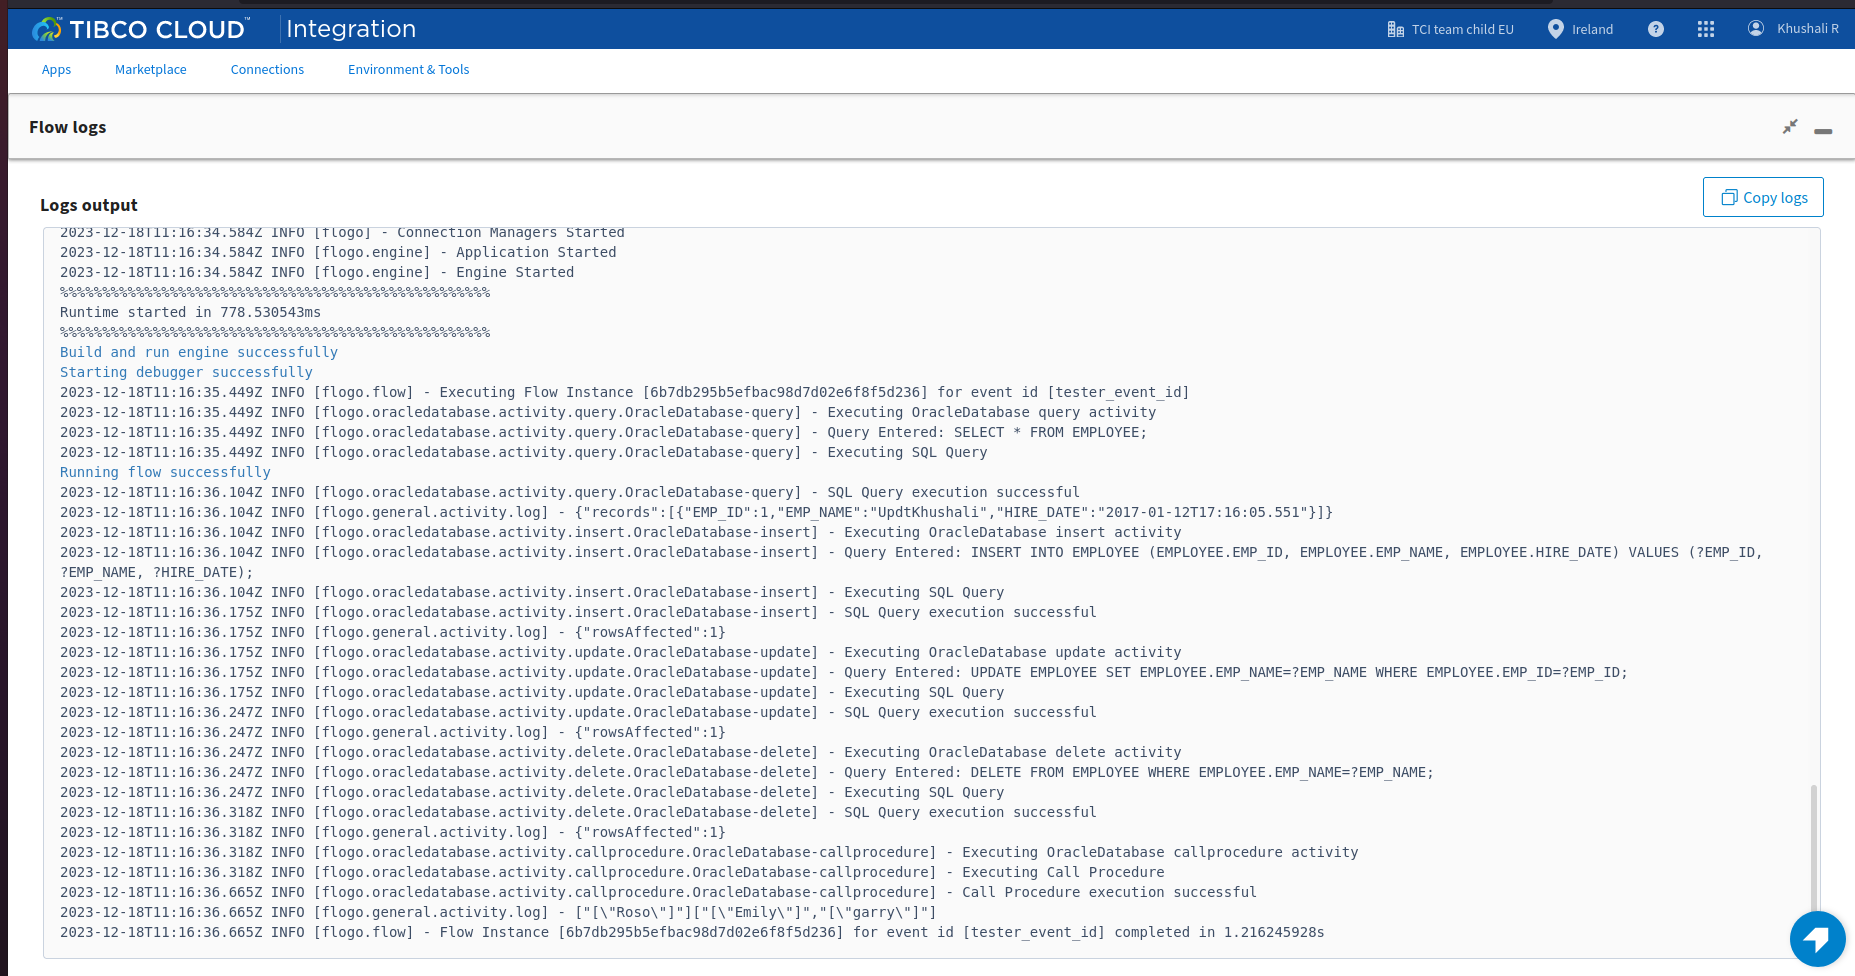 TIBCO CLOUD™ Integration
TCI team child EU
Ireland
?
Khushali R
Apps
Marketplace
Connections
Environment & Tools
Flow logs
Copy logs
Logs output
2023-12-18T11:16:34.584Z INFO [flogo] - Connection Managers Started
2023-12-18T11:16:34.584Z INFO [flogo.engine] - Application Started
2023-12-18T11:16:34.584Z INFO [flogo.engine] - Engine Started
%%%%%%%%%%%%%%%%%%%%%%%%%%%%%%%%%%%%%%%%%%%%%%%%%%%
Runtime started in 778.530543ms
%%%%%%%%%%%%%%%%%%%%%%%%%%%%%%%%%%%%%%%%%%%%%%%%%%%
Build and run engine successfully
Starting debugger successfully
2023-12-18T11:16:35.449Z INFO [flogo.flow] - Executing Flow Instance [6b7db295b5efbac98d7d02e6f8f5d236] for event id [tester_event_id]
2023-12-18T11:16:35.449Z INFO [flogo.oracledatabase.activity.query.OracleDatabase-query] - Executing OracleDatabase query activity
2023-12-18T11:16:35.449Z INFO [flogo.oracledatabase.activity.query.OracleDatabase-query] - Query Entered: SELECT * FROM EMPLOYEE;
2023-12-18T11:16:35.449Z INFO [flogo.oracledatabase.activity.query.OracleDatabase-query] - Executing SQL Query
Running flow successfully
2023-12-18T11:16:36.104Z INFO [flogo.oracledatabase.activity.query.OracleDatabase-query] - SQL Query execution successful
2023-12-18T11:16:36.104Z INFO [flogo.general.activity.log] - {"records":[{"EMP_ID":1,"EMP_NAME":"UpdtKhushali","HIRE_DATE":"2017-01-12T17:16:05.551"}]}
2023-12-18T11:16:36.104Z INFO [flogo.oracledatabase.activity.insert.OracleDatabase-insert] - Executing OracleDatabase insert activity
2023-12-18T11:16:36.104Z INFO [flogo.oracledatabase.activity.insert.OracleDatabase-insert] - Query Entered: INSERT INTO EMPLOYEE (EMPLOYEE.EMP_ID, EMPLOYEE.EMP_NAME, EMPLOYEE.HIRE_DATE) VALUES (?EMP_ID,
?EMP_NAME, ?HIRE_DATE);
2023-12-18T11:16:36.104Z INFO [flogo.oracledatabase.activity.insert.OracleDatabase-insert] - Executing SQL Query
2023-12-18T11:16:36.175Z INFO [flogo.oracledatabase.activity.insert.OracleDatabase-insert] - SQL Query execution successful
2023-12-18T11:16:36.175Z INFO [flogo.general.activity.log] - {"rowsAffected":1}
2023-12-18T11:16:36.175Z INFO [flogo.oracledatabase.activity.update.OracleDatabase-update] - Executing OracleDatabase update activity
2023-12-18T11:16:36.175Z INFO [flogo.oracledatabase.activity.update.OracleDatabase-update] - Query Entered: UPDATE EMPLOYEE SET EMPLOYEE.EMP_NAME=?EMP_NAME WHERE EMPLOYEE.EMP_ID=?EMP_ID;
2023-12-18T11:16:36.175Z INFO [flogo.oracledatabase.activity.update.OracleDatabase-update] - Executing SQL Query
2023-12-18T11:16:36.247Z INFO [flogo.oracledatabase.activity.update.OracleDatabase-update] - SQL Query execution successful
2023-12-18T11:16:36.247Z INFO [flogo.general.activity.log] - {"rowsAffected":1}
2023-12-18T11:16:36.247Z INFO [flogo.oracledatabase.activity.delete.OracleDatabase-delete] - Executing OracleDatabase delete activity
2023-12-18T11:16:36.247Z INFO [flogo.oracledatabase.activity.delete.OracleDatabase-delete] - Query Entered: DELETE FROM EMPLOYEE WHERE EMPLOYEE.EMP_NAME=?EMP_NAME;
2023-12-18T11:16:36.247Z INFO [flogo.oracledatabase.activity.delete.OracleDatabase-delete] - Executing SQL Query
2023-12-18T11:16:36.318Z INFO [flogo.oracledatabase.activity.delete.OracleDatabase-delete] - SQL Query execution successful
2023-12-18T11:16:36.318Z INFO [flogo.general.activity.log] - {"rowsAffected":1}
2023-12-18T11:16:36.318Z INFO [flogo.oracledatabase.activity.callprocedure.OracleDatabase-callprocedure] - Executing OracleDatabase callprocedure activity
2023-12-18T11:16:36.318Z INFO [flogo.oracledatabase.activity.callprocedure.OracleDatabase-callprocedure] - Executing Call Procedure
2023-12-18T11:16:36.665Z INFO [flogo.oracledatabase.activity.callprocedure.OracleDatabase-callprocedure] - Call Procedure execution successful
2023-12-18T11:16:36.665Z INFO [flogo.general.activity.log] - ["[\"Roso\"]"]["[\"Emily\"]","[\"garry\"]"]
2023-12-18T11:16:36.665Z INFO [flogo.flow] - Flow Instance [6b7db295b5efbac98d7d02e6f8f5d236] for event id [tester_event_id] completed in 1.216245928s